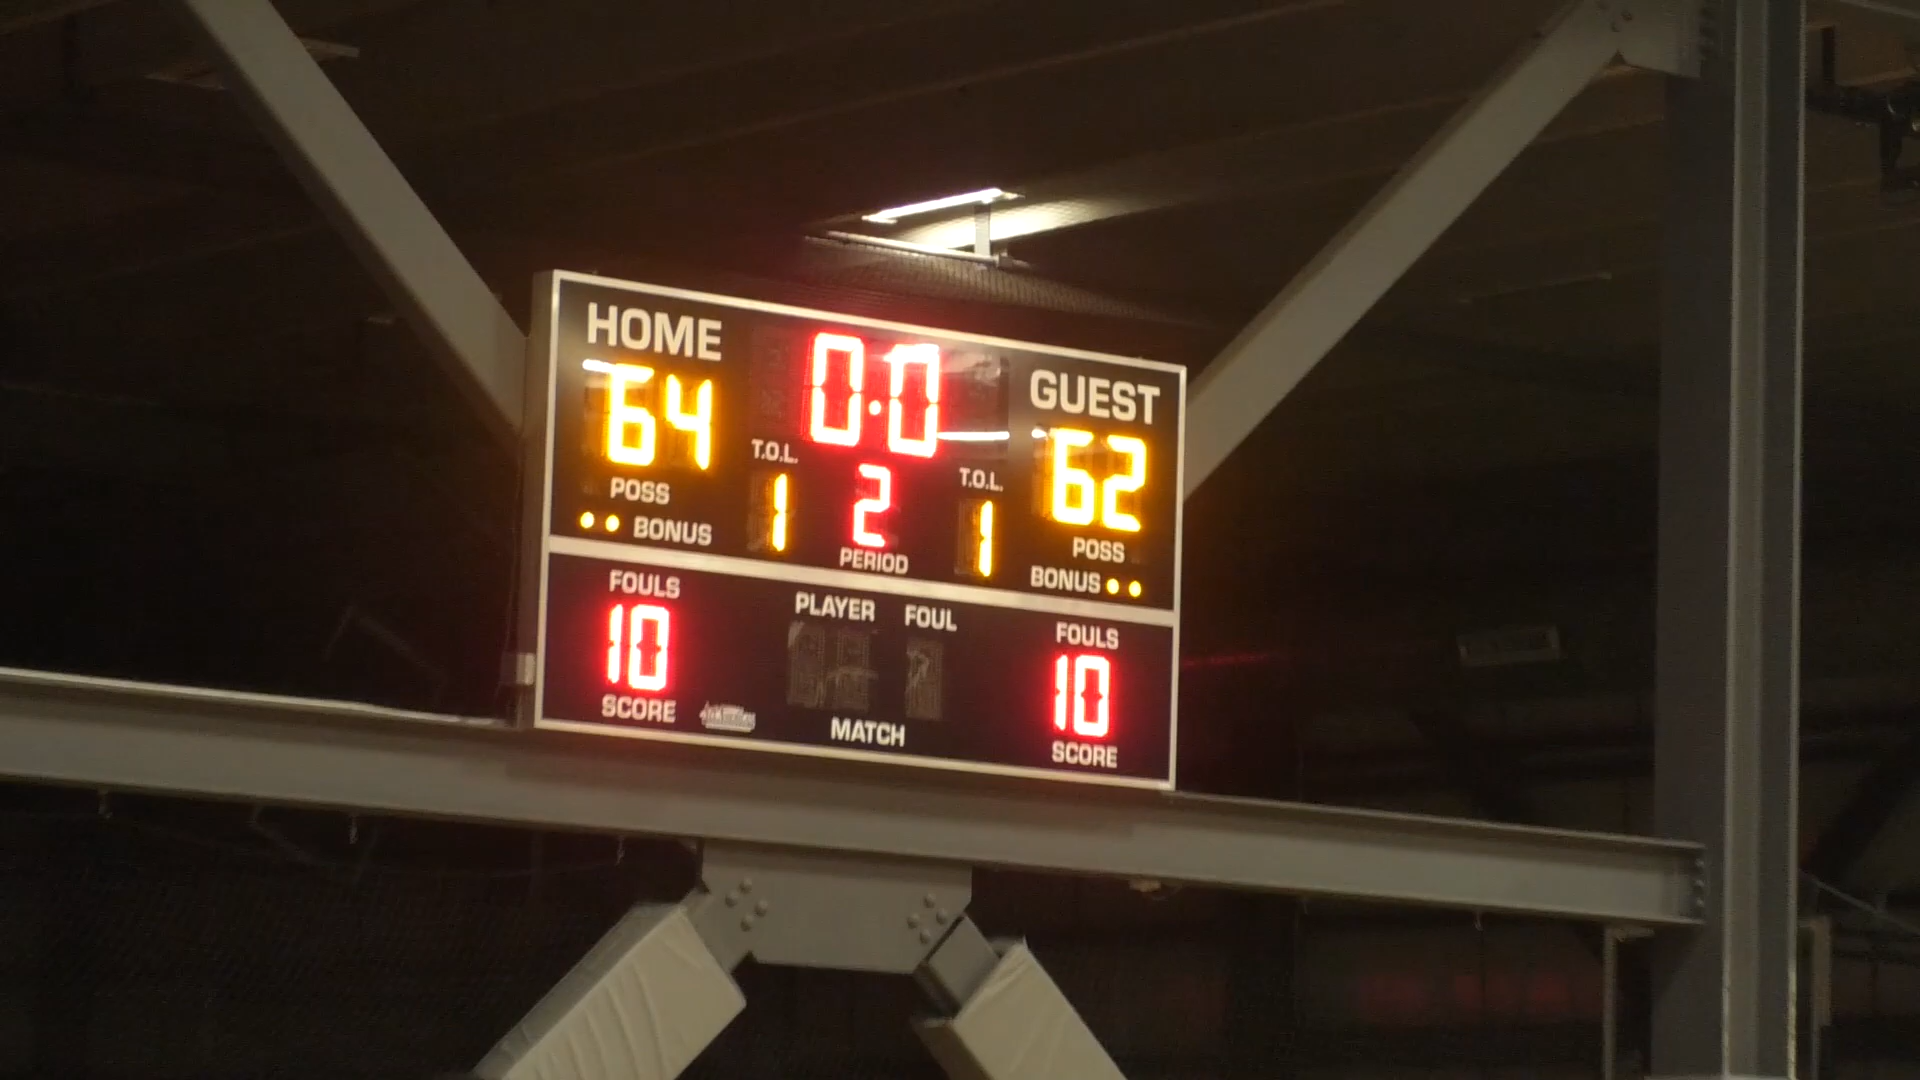 HOME 0.0 GUEST
64 62
T.O.L. T.O.L.
POSS 1 2 1 POSS
BONUS PERIOD BONUS
FOULS PLAYER FOUL FOULS
10 10
SCORE MATCH SCORE